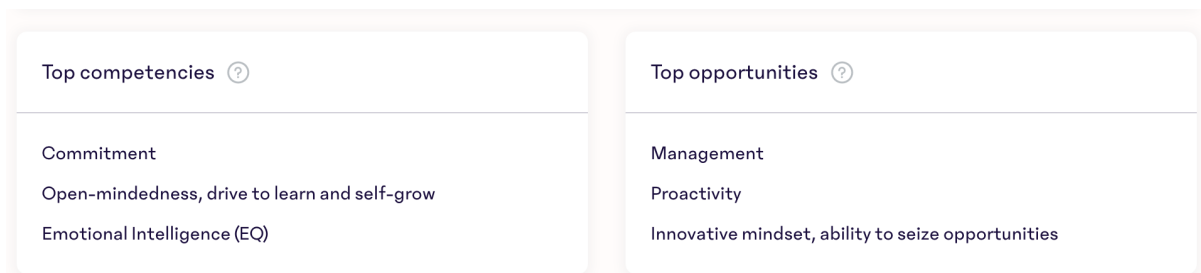 Top competencies ?
Top opportunities ?
Commitment
Open-mindedness, drive to learn and self-grow
Emotional Intelligence (EQ)
Management
Proactivity
Innovative mindset, ability to seize opportunities